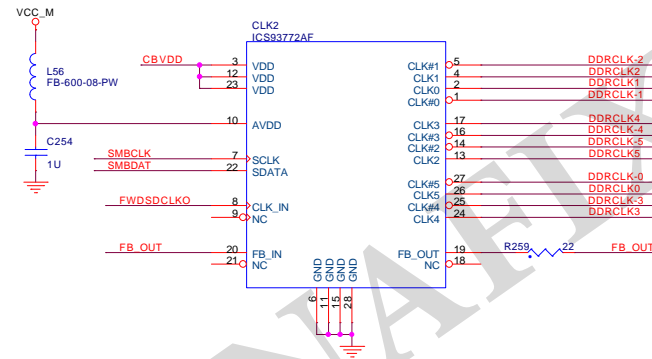 VCC_M
CLK2
ICS93772AF
L56
FB-600-08-PW
C254
1U
CBVDD
3 VDD
12 VDD
23 VDD
10 AVDD
SMBCLK 7 SCLK
SMBDAT 22 SDATA
FWDSDCLKO 8 CLK_IN
9 NC
FB_OUT 20 FB_IN
21 NC
CLK#1 5 DDRCLK-2
CLK1 4 DDRCLK2
CLK0 2 DDRCLK1
CLK#0 1 DDRCLK-1
CLK3 17 DDRCLK4
CLK#3 16 DDRCLK-4
CLK#2 14 DDRCLK-5
CLK2 13 DDRCLK5
CLK#5 27 DDRCLK-0
CLK5 26 DDRCLK0
CLK#4 25 DDRCLK-3
CLK4 24 DDRCLK3
FB_OUT 19 R259 22 FB_OUT
NC 18
GND GND GND GND
6 11 15 28